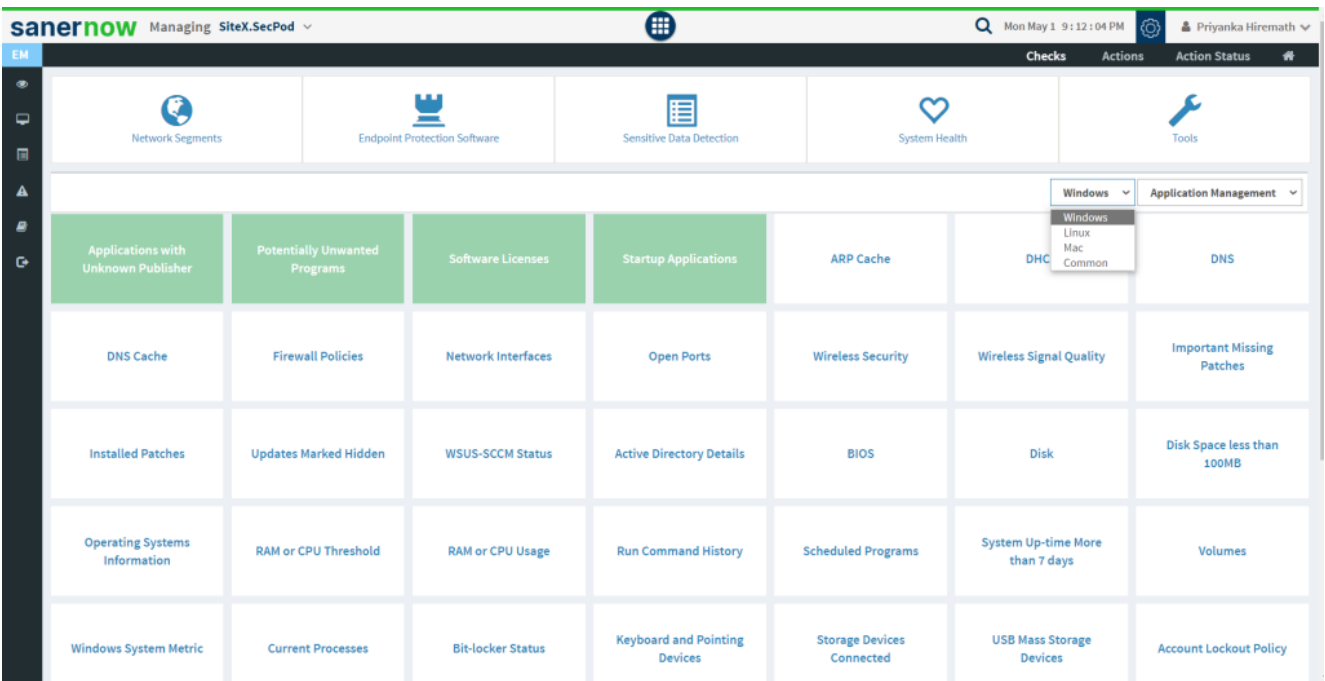 sanernow Managing SiteX.SecPod Mon May 1 9:12:04 PM Priyanka Hiremath
EM Checks Actions Action Status
Network Segments Endpoint Protection Software Sensitive Data Detection System Health Tools
Windows Application Management
Windows
Linux
Mac
Common
Applications with
Unknown Publisher
Potentially Unwanted
Programs
Software Licenses
Startup Applications
ARP Cache
DHC
DNS
DNS Cache
Firewall Policies
Network Interfaces
Open Ports
Wireless Security
Wireless Signal Quality
Important Missing
Patches
Installed Patches
Updates Marked Hidden
WSUS-SCCM Status
Active Directory Details
BIOS
Disk
Disk Space less than
100MB
Operating Systems
Information
RAM or CPU Threshold
RAM or CPU Usage
Run Command History
Scheduled Programs
System Up-time More
than 7 days
Volumes
Windows System Metric
Current Processes
Bit-locker Status
Keyboard and Pointing
Devices
Storage Devices
Connected
USB Mass Storage
Devices
Account Lockout Policy